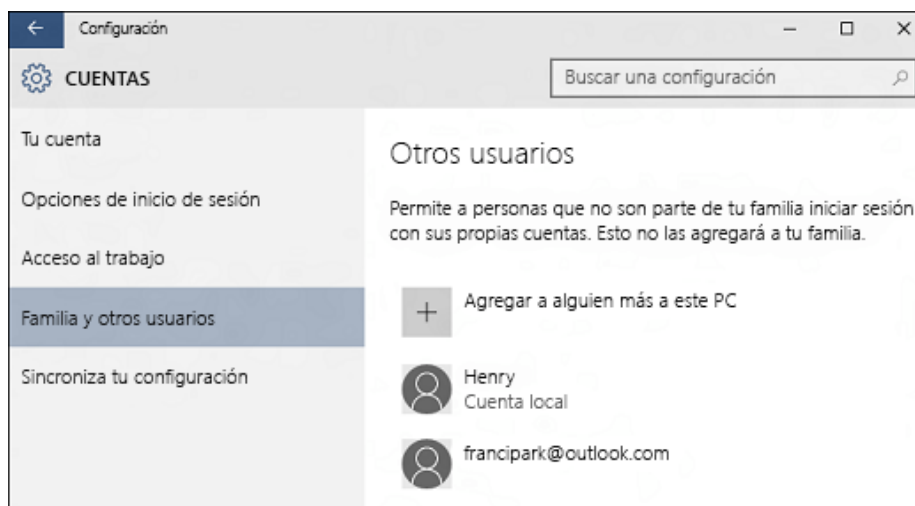 Configuración
CUENTAS
Buscar una configuración
Tu cuenta
Opciones de inicio de sesión
Acceso al trabajo
Familia y otros usuarios
Sincroniza tu configuración
Otros usuarios
Permite a personas que no son parte de tu familia iniciar sesión
con sus propias cuentas. Esto no las agregará a tu familia.
Agregar a alguien más a este PC
Henry
Cuenta local
francipark@outlook.com